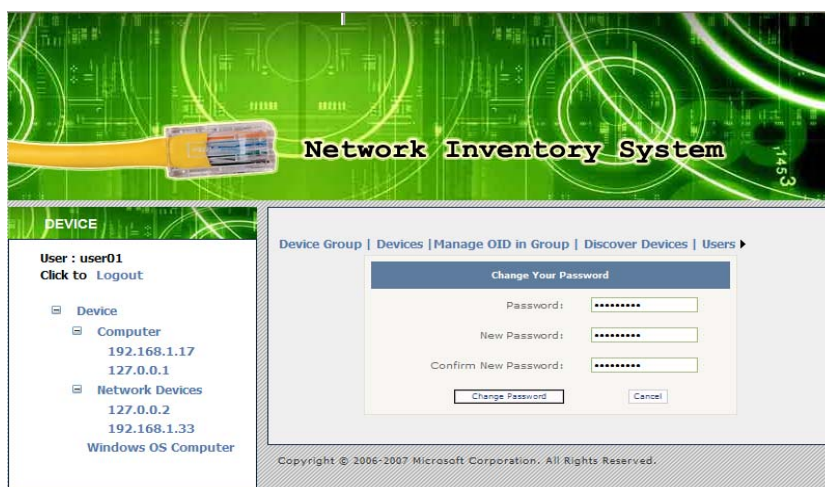 Network Inventory System
1453
DEVICE
User : user01
Click to Logout
Device
Computer
192.168.1.17
127.0.0.1
Network Devices
127.0.0.2
192.168.1.33
Windows OS Computer
Device Group | Devices |Manage OID in Group | Discover Devices | Users
Change Your Password
Password: •••••••••
New Password: •••••••••
Confirm New Password: •••••••••
Change Password Cancel
Copyright © 2006-2007 Microsoft Corporation. All Rights Reserved.